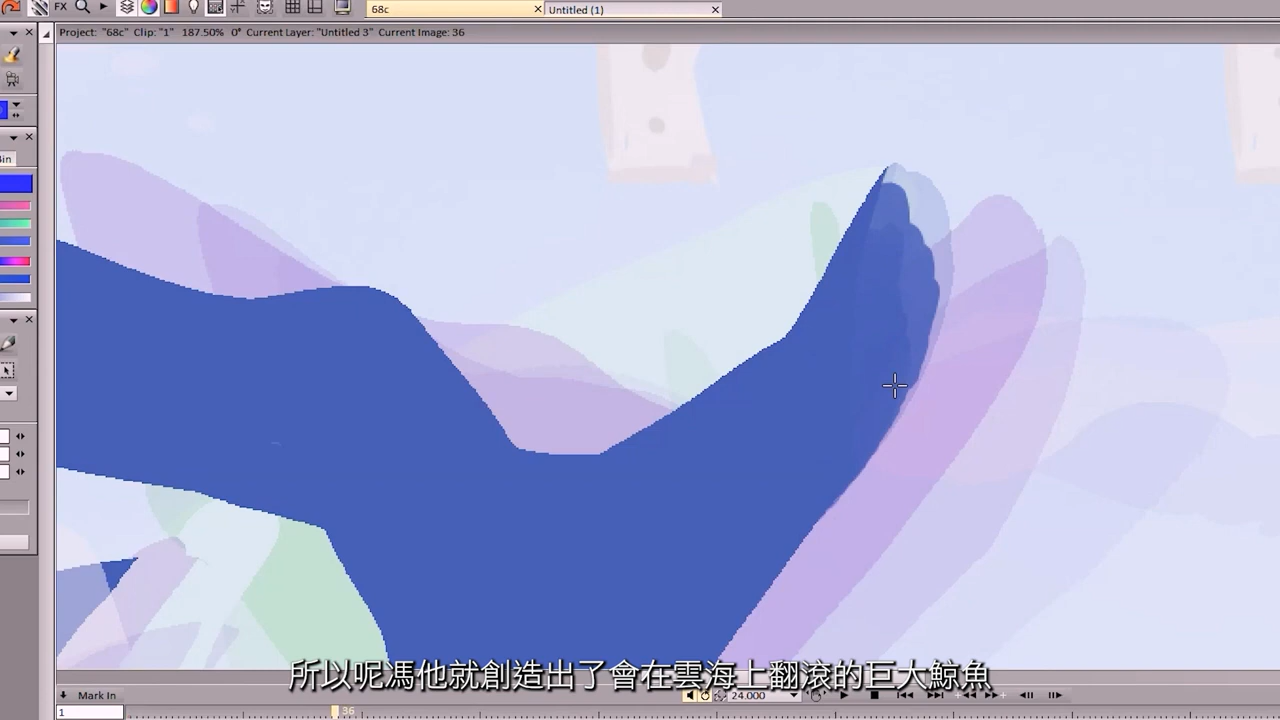 FX
68c
Untitled (1)
Project: "68c" Clip: "1" 187.50% 0° Current Layer: "Untitled 3" Current Image: 36
所以呢馮他就創造出了會在雲海上翻滾的巨大鯨魚
Mark In
24.000
1
36